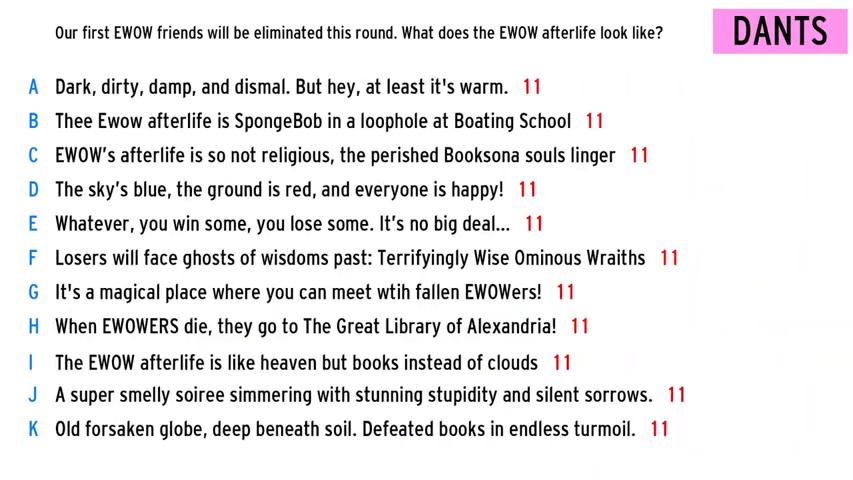 Our first EWOW friends will be eliminated this round. What does the EWOW afterlife look like?
DANTS
A Dark, dirty, damp, and dismal. But hey, at least it's warm. 11
B Thee Ewow afterlife is SpongeBob in a loophole at Boating School 11
C EWOW’s afterlife is so not religious, the perished Booksona souls linger 11
D The sky’s blue, the ground is red, and everyone is happy! 11
E Whatever, you win some, you lose some. It’s no big deal... 11
F Losers will face ghosts of wisdoms past: Terrifyingly Wise Ominous Wraiths 11
G It's a magical place where you can meet wtih fallen EWOWers! 11
H When EWOWERS die, they go to The Great Library of Alexandria! 11
I The EWOW afterlife is like heaven but books instead of clouds 11
J A super smelly soiree simmering with stunning stupidity and silent sorrows. 11
K Old forsaken globe, deep beneath soil. Defeated books in endless turmoil. 11